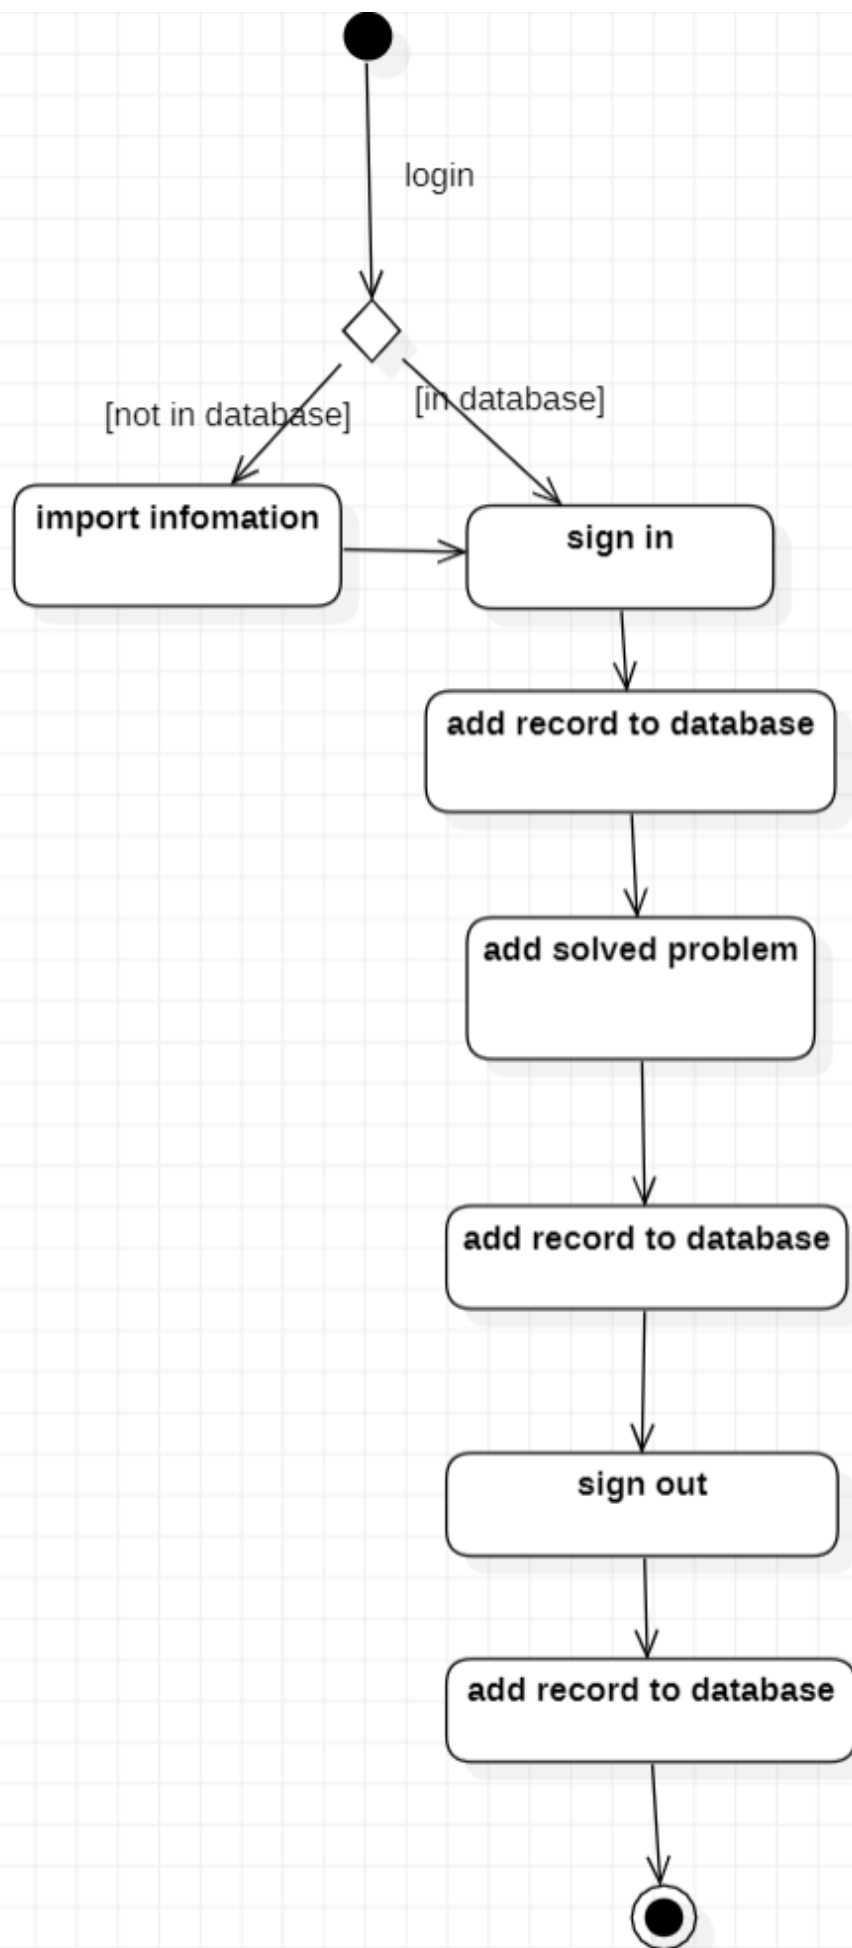 login
[not in database]
[in database]
import infomation
sign in
add record to database
add solved problem
add record to database
sign out
add record to database